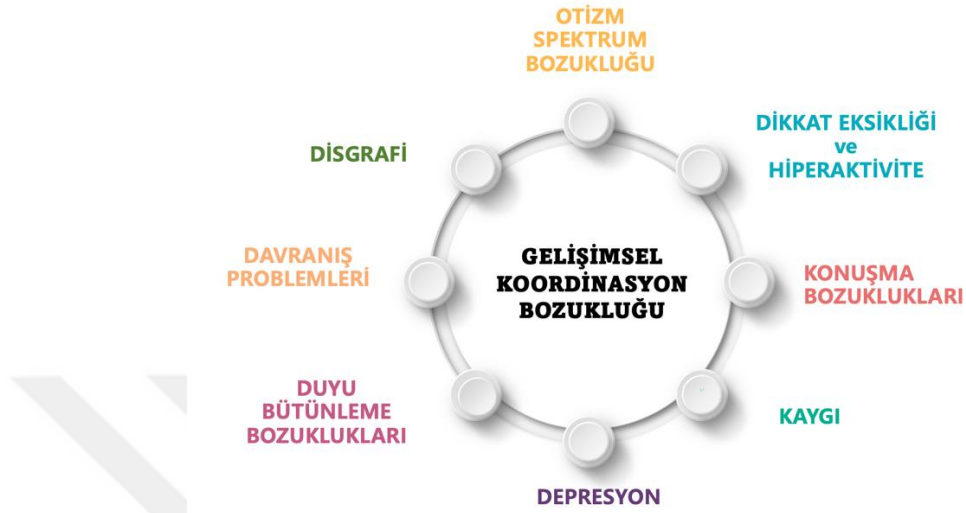 OTİZM
SPEKTRUM
BOZUKLUĞU
DİKKAT EKSİKLİĞİ
ve
HİPERAKTİVİTE
DİSGRAFİ
DAVRANIŞ
PROBLEMLERİ
GELİŞİMSEL
KOORDİNASYON
BOZUKLUĞU
KONUŞMA
BOZUKLUKLARI
DUYU
BÜTÜNLEME
BOZUKLUKLARI
KAYGI
DEPRESYON